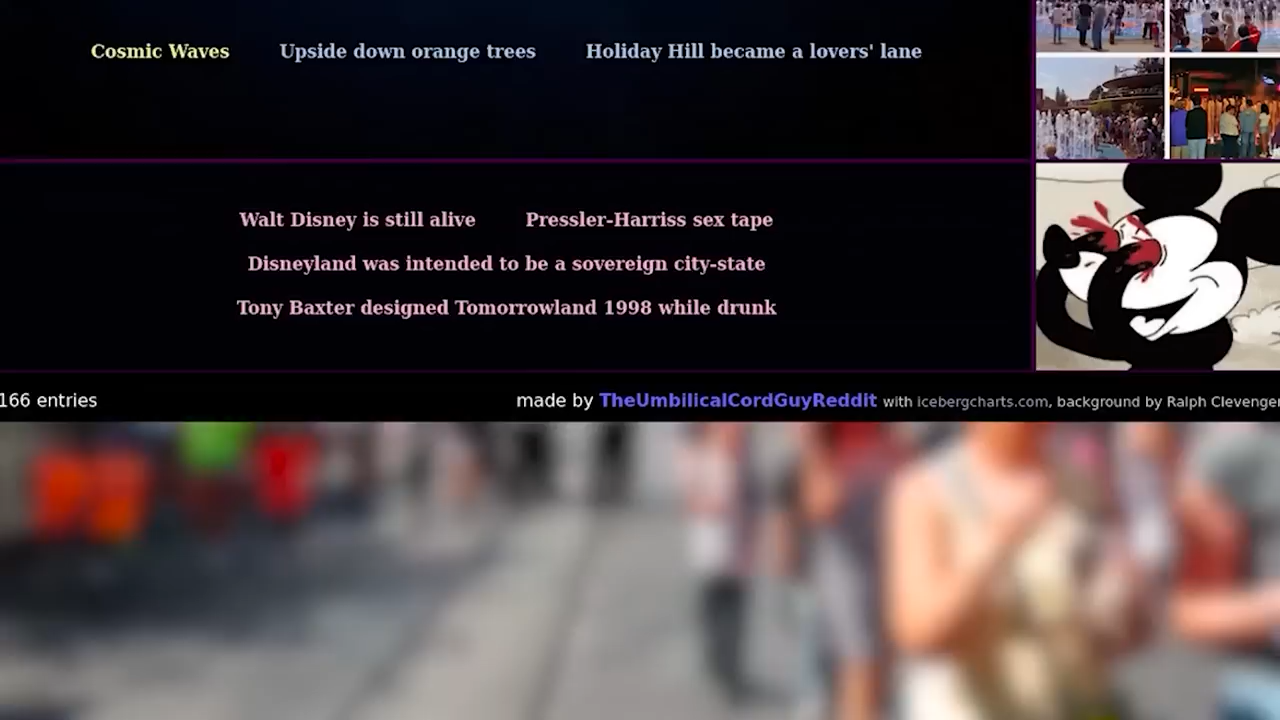 Cosmic Waves Upside down orange trees Holiday Hill became a lovers' lane
Walt Disney is still alive Pressler-Harriss sex tape
Disneyland was intended to be a sovereign city-state
Tony Baxter designed Tomorrowland 1998 while drunk
166 entries made by TheUmbilicalCordGuyReddit with icebergcharts.com, background by Ralph Clevenger